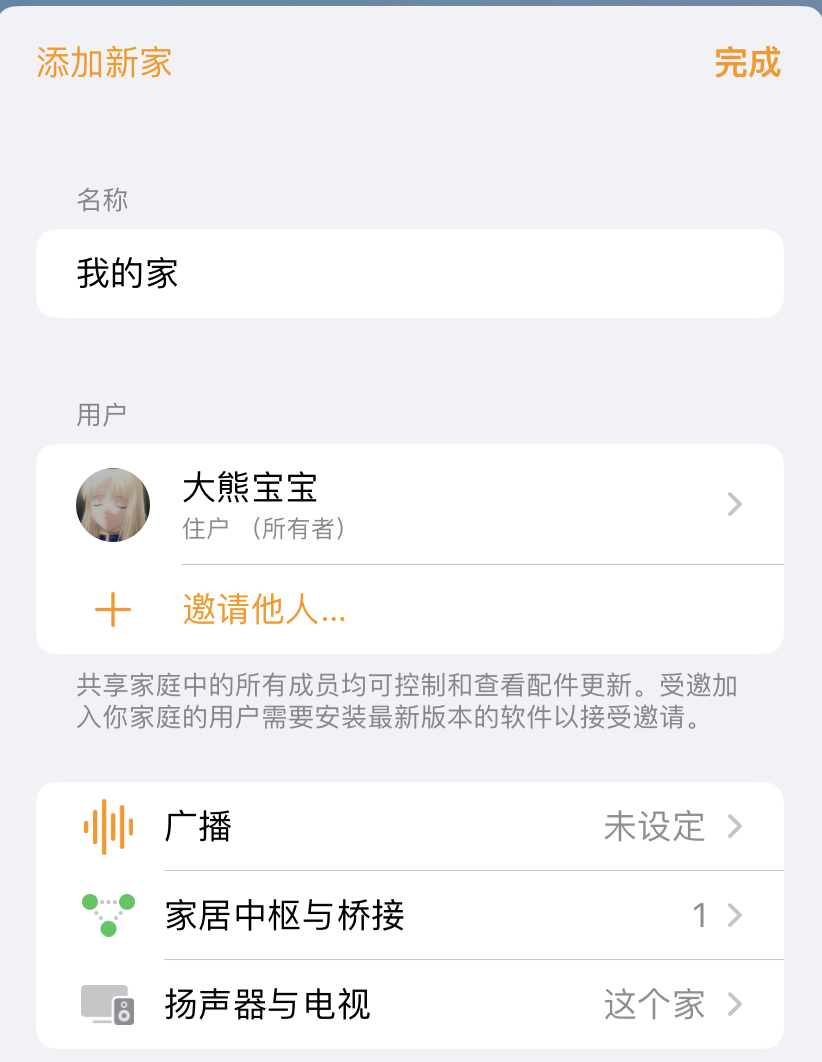 添加新家
完成
名称
我的家
用户
大熊宝宝
住户 （所有者）
邀请他人...
共享家庭中的所有成员均可控制和查看配件更新。受邀加
入你家庭的用户需要安装最新版本的软件以接受邀请。
广播 未设定
家居中枢与桥接 1
扬声器与电视 这个家